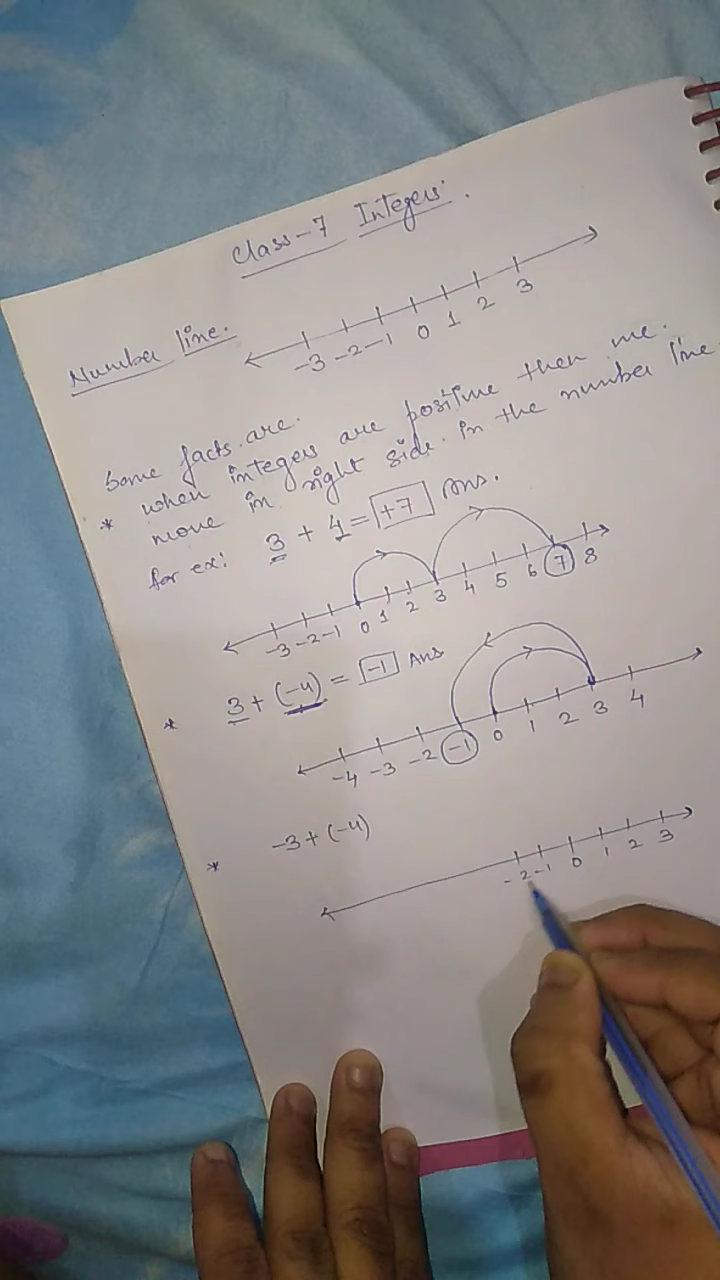 Class-7 Integers.
Number line.
-3 -2 -1 0 1 2 3
Some facts are.
* when integers are positive then me.
move in right side. in the number line.
for ex: 3 + 4 = +7 Ans.
-3 -2 -1 0 1 2 3 4 5 6 7 8
* 3 + (-4) = -1 Ans
-4 -3 -2 -1 0 1 2 3 4
* -3 + (-4)
-2 -1 0 1 2 3